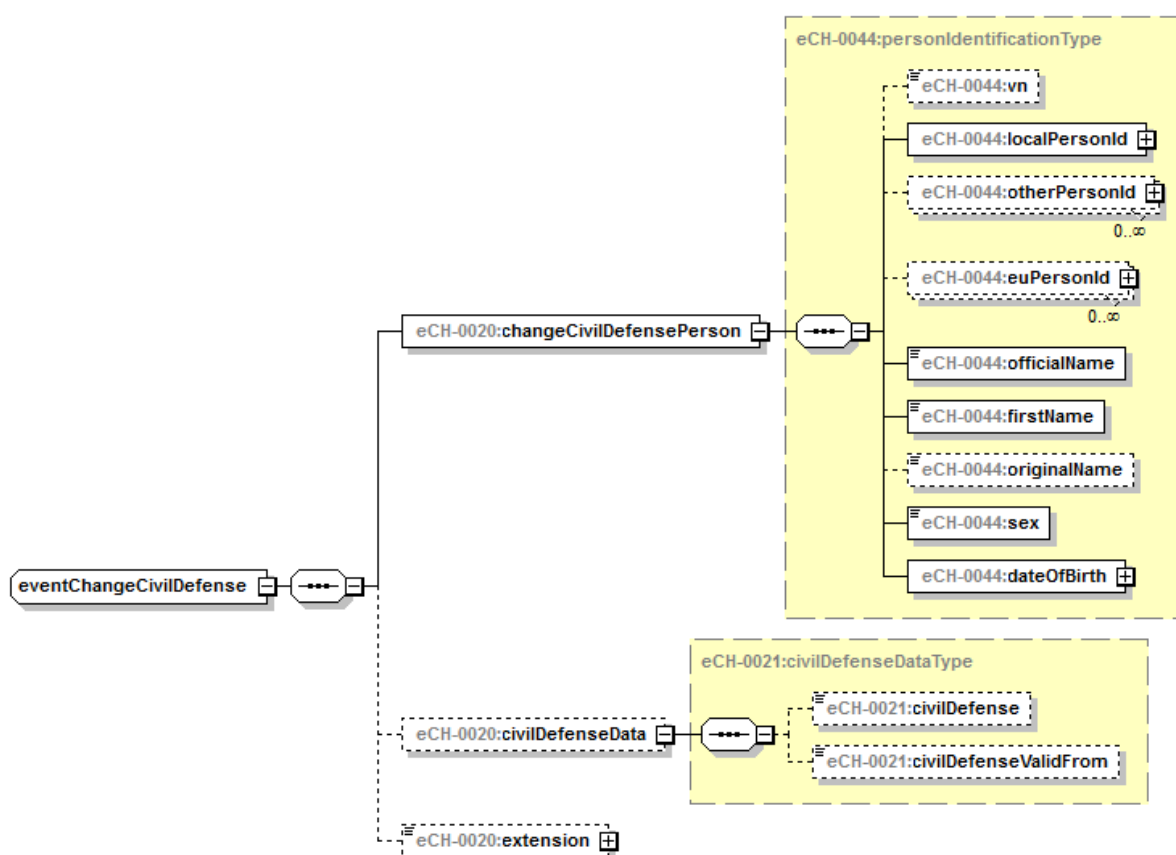 eCH-0044:personIdentificationType
eCH-0044:vn
eCH-0044:localPersonId
eCH-0044:otherPersonId
0..∞
eCH-0044:euPersonId
0..∞
eCH-0020:changeCivilDefensePerson
eCH-0044:officialName
eCH-0044:firstName
eCH-0044:originalName
eCH-0044:sex
eCH-0044:dateOfBirth
eventChangeCivilDefense
eCH-0021:civilDefenseDataType
eCH-0021:civilDefense
eCH-0020:civilDefenseData
eCH-0021:civilDefenseValidFrom
eCH-0020:extension